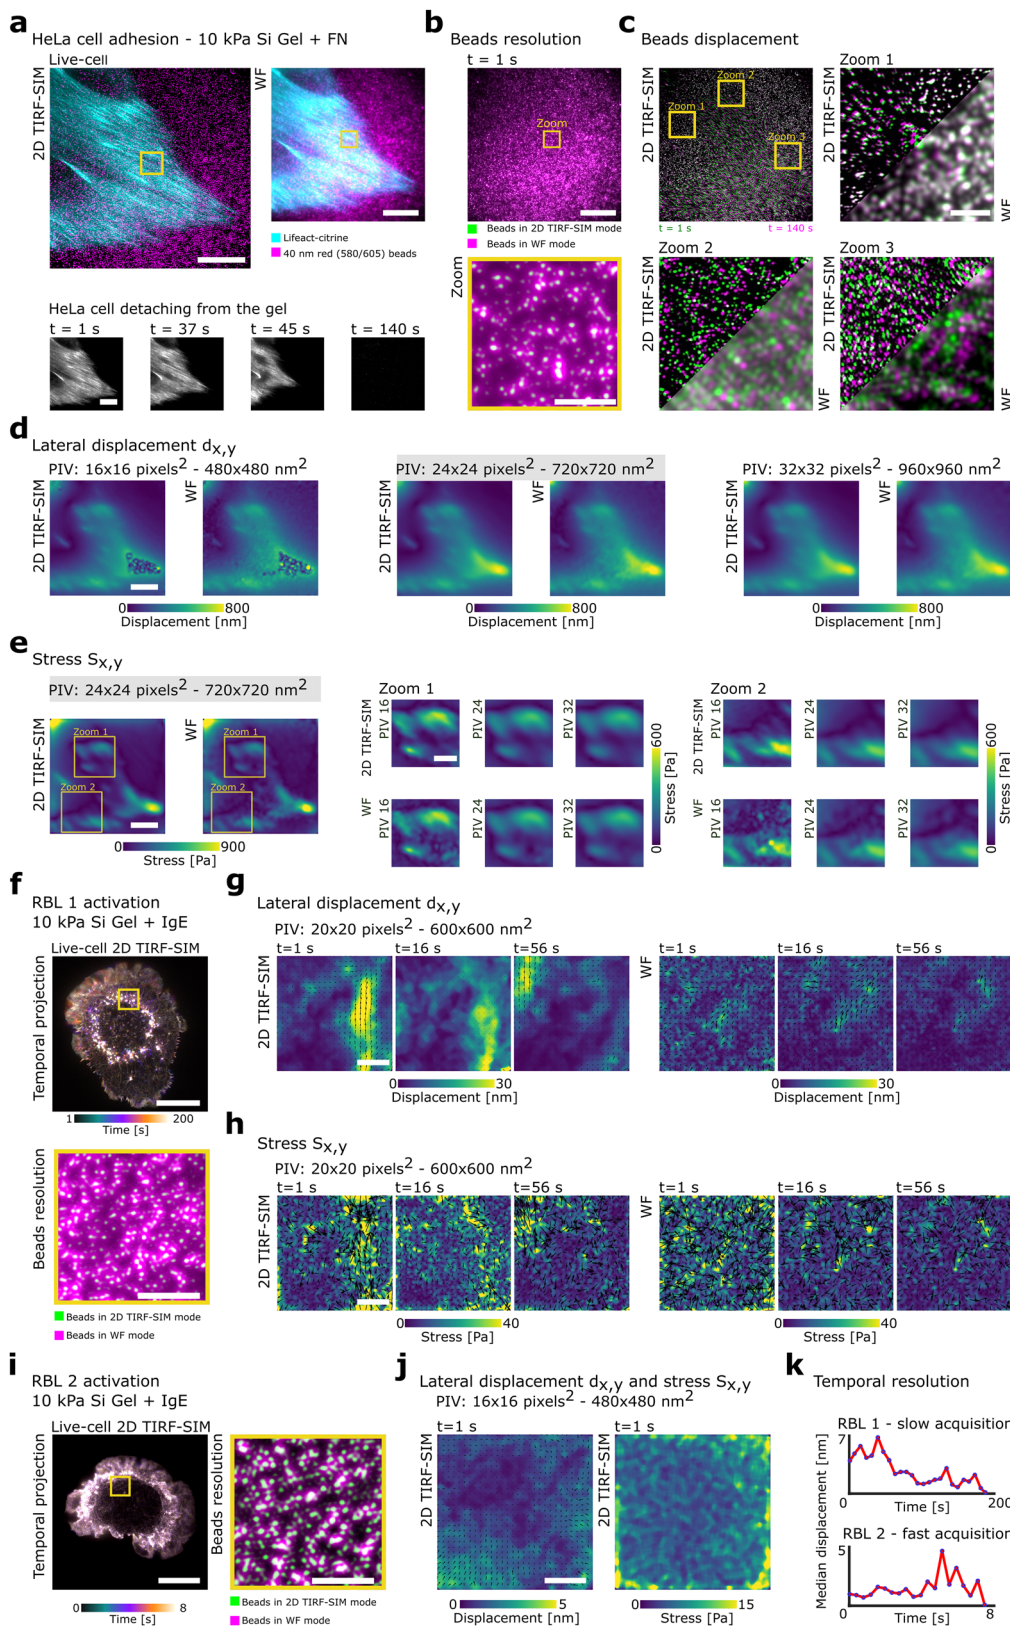 a
HeLa cell adhesion - 10 kPa Si Gel + FN
Live-cell
2D TIRF-SIM
WF
Lifeact-citrine
40 nm red (580/605) beads
HeLa cell detaching from the gel
t = 1 s
t = 37 s
t = 45 s
t = 140 s
b
Beads resolution
t = 1 s
Zoom
Beads in 2D TIRF-SIM mode
Beads in WF mode
Zoom
c
Beads displacement
2D TIRF-SIM
Zoom 1
Zoom 2
Zoom 3
t = 1 s
t = 140 s
Zoom 1
WF
Zoom 2
2D TIRF-SIM
WF
Zoom 3
2D TIRF-SIM
WF
d
Lateral displacement dx,y
PIV: 16x16 pixels2 - 480x480 nm2
2D TIRF-SIM
WF
0 800
Displacement [nm]
PIV: 24x24 pixels2 - 720x720 nm2
2D TIRF-SIM
WF
0 800
Displacement [nm]
PIV: 32x32 pixels2 - 960x960 nm2
2D TIRF-SIM
WF
0 800
Displacement [nm]
e
Stress Sx,y
PIV: 24x24 pixels2 - 720x720 nm2
2D TIRF-SIM
Zoom 1
Zoom 2
WF
Zoom 1
Zoom 2
0 900
Stress [Pa]
Zoom 1
2D TIRF-SIM
PIV 16
PIV 24
PIV 32
WF
PIV 16
PIV 24
PIV 32
0 600
Stress [Pa]
Zoom 2
2D TIRF-SIM
PIV 16
PIV 24
PIV 32
WF
PIV 16
PIV 24
PIV 32
0 600
Stress [Pa]
f
RBL 1 activation
10 kPa Si Gel + IgE
Live-cell 2D TIRF-SIM
Temporal projection
1 200
Time [s]
Beads resolution
Beads in 2D TIRF-SIM mode
Beads in WF mode
g
Lateral displacement dx,y
PIV: 20x20 pixels2 - 600x600 nm2
2D TIRF-SIM
t=1 s
t=16 s
t=56 s
0 30
Displacement [nm]
WF
t=1 s
t=16 s
t=56 s
0 30
Displacement [nm]
h
Stress Sx,y
PIV: 20x20 pixels2 - 600x600 nm2
2D TIRF-SIM
t=1 s
t=16 s
t=56 s
0 40
Stress [Pa]
WF
t=1 s
t=16 s
t=56 s
0 40
Stress [Pa]
i
RBL 2 activation
10 kPa Si Gel + IgE
Live-cell 2D TIRF-SIM
Temporal projection
0 8
Time [s]
Beads resolution
Beads in 2D TIRF-SIM mode
Beads in WF mode
j
Lateral displacement dx,y and stress Sx,y
PIV: 16x16 pixels2 - 480x480 nm2
t=1 s
2D TIRF-SIM
0 5
Displacement [nm]
t=1 s
2D TIRF-SIM
0 15
Stress [Pa]
k
Temporal resolution
Median displacement [nm]
RBL 1 - slow acquisition
7
0 200
Time [s]
RBL 2 - fast acquisition
5
0 8
Time [s]